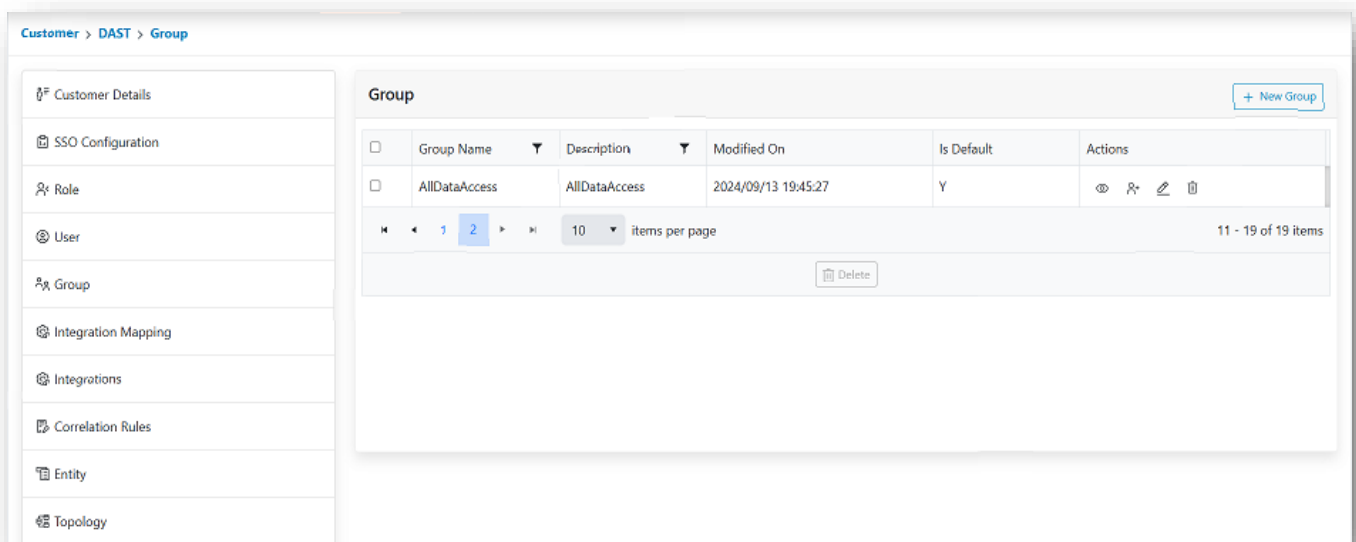 Customer > DAST > Group
Customer Details
SSO Configuration
Role
User
Group
Integration Mapping
Integrations
Correlation Rules
Entity
Topology
Group
+ New Group
Group Name Description Modified On Is Default Actions
AllDataAccess AllDataAccess 2024/09/13 19:45:27 Y
1 2 10 items per page 11 - 19 of 19 items
Delete